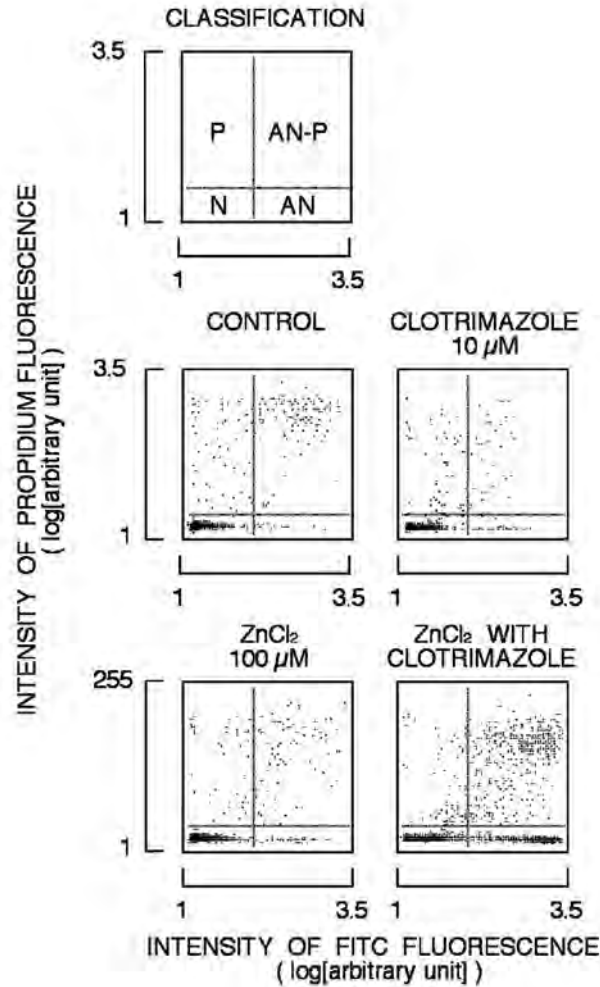 CLASSIFICATION
3.5
P
AN-P
N
AN
1
1
3.5
INTENSITY OF PROPIDIUM FLUORESCENCE
( log[arbitrary unit] )
CONTROL
CLOTRIMAZOLE
10 µM
3.5
1
1
3.5
1
3.5
ZnCl₂
100 µM
ZnCl₂ WITH
CLOTRIMAZOLE
255
1
1
3.5
1
3.5
INTENSITY OF FITC FLUORESCENCE
( log[arbitrary unit] )